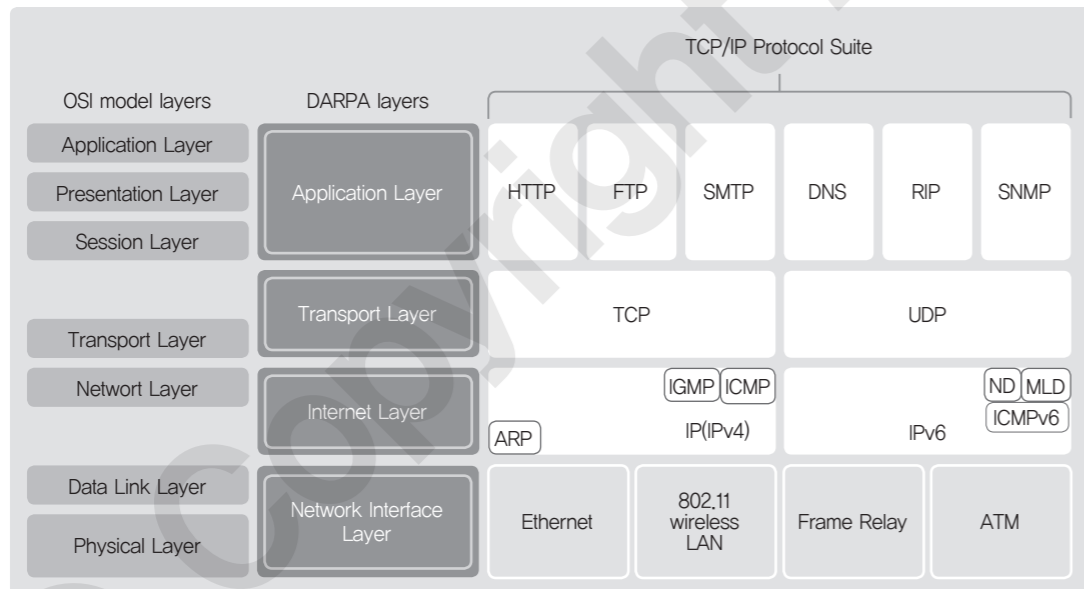 TCP/IP Protocol Suite
OSI model layers
DARPA layers
Application Layer
Presentation Layer
Session Layer
Application Layer
HTTP
FTP
SMTP
DNS
RIP
SNMP
Transport Layer
Transport Layer
TCP
UDP
Networt Layer
Internet Layer
ARP
IGMP
ICMP
IP(IPv4)
IPv6
ND
MLD
ICMPv6
Data Link Layer
Physical Layer
Network Interface
Layer
Ethernet
802.11
wireless
LAN
Frame Relay
ATM
Copyright